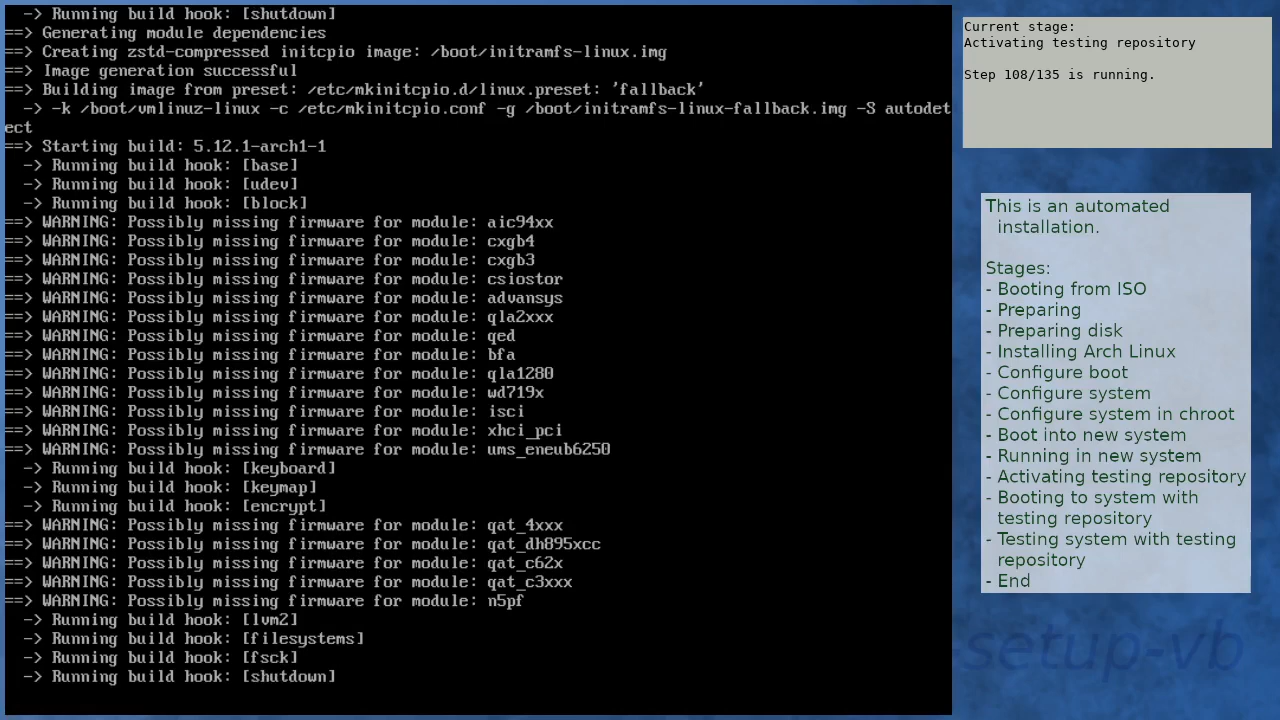 -> Running build hook: [shutdown]
==> Generating module dependencies
==> Creating zstd-compressed initcpio image: /boot/initramfs-linux.img
==> Image generation successful
==> Building image from preset: /etc/mkinitcpio.d/linux.preset: 'fallback'
-> -k /boot/vmlinuz-linux -c /etc/mkinitcpio.conf -g /boot/initramfs-linux-fallback.img -S autodet
ect
==> Starting build: 5.12.1-arch1-1
-> Running build hook: [base]
-> Running build hook: [udev]
-> Running build hook: [block]
==> WARNING: Possibly missing firmware for module: aic94xx
==> WARNING: Possibly missing firmware for module: cxgb4
==> WARNING: Possibly missing firmware for module: cxgb3
==> WARNING: Possibly missing firmware for module: csiostor
==> WARNING: Possibly missing firmware for module: advansys
==> WARNING: Possibly missing firmware for module: qla2xxx
==> WARNING: Possibly missing firmware for module: qed
==> WARNING: Possibly missing firmware for module: bfa
==> WARNING: Possibly missing firmware for module: qla1280
==> WARNING: Possibly missing firmware for module: wd719x
==> WARNING: Possibly missing firmware for module: isci
==> WARNING: Possibly missing firmware for module: xhci_pci
==> WARNING: Possibly missing firmware for module: ums_eneub6250
-> Running build hook: [keyboard]
-> Running build hook: [keymap]
-> Running build hook: [encrypt]
==> WARNING: Possibly missing firmware for module: qat_4xxx
==> WARNING: Possibly missing firmware for module: qat_dh895xcc
==> WARNING: Possibly missing firmware for module: qat_c62x
==> WARNING: Possibly missing firmware for module: qat_c3xxx
==> WARNING: Possibly missing firmware for module: n5pf
-> Running build hook: [lvm2]
-> Running build hook: [filesystems]
-> Running build hook: [fsck]
-> Running build hook: [shutdown]
Current stage:
Activating testing repository
Step 108/135 is running.
This is an automated
installation.
Stages:
- Booting from ISO
- Preparing
- Preparing disk
- Installing Arch Linux
- Configure boot
- Configure system
- Configure system in chroot
- Boot into new system
- Running in new system
- Activating testing repository
- Booting to system with
testing repository
- Testing system with testing
repository
- End
-setup-vb